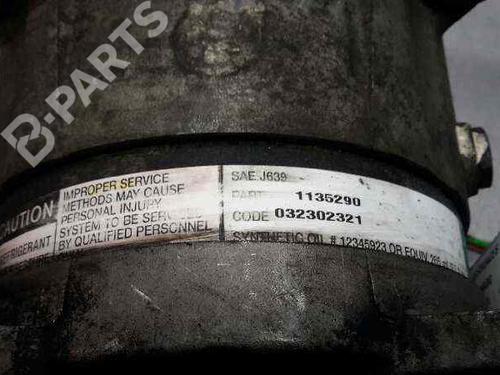 B-PARTS
CAUTION
REFRIGERANT
IMPROPER SERVICE
METHODS MAY CAUSE
PERSONAL INJURY
SYSTEM TO BE SERVICED
BY QUALIFIED PERSONNEL
SAE J639
PART 1135290
CODE 032302321
SYNTHETIC OIL # 12345923 OR EQUIV.